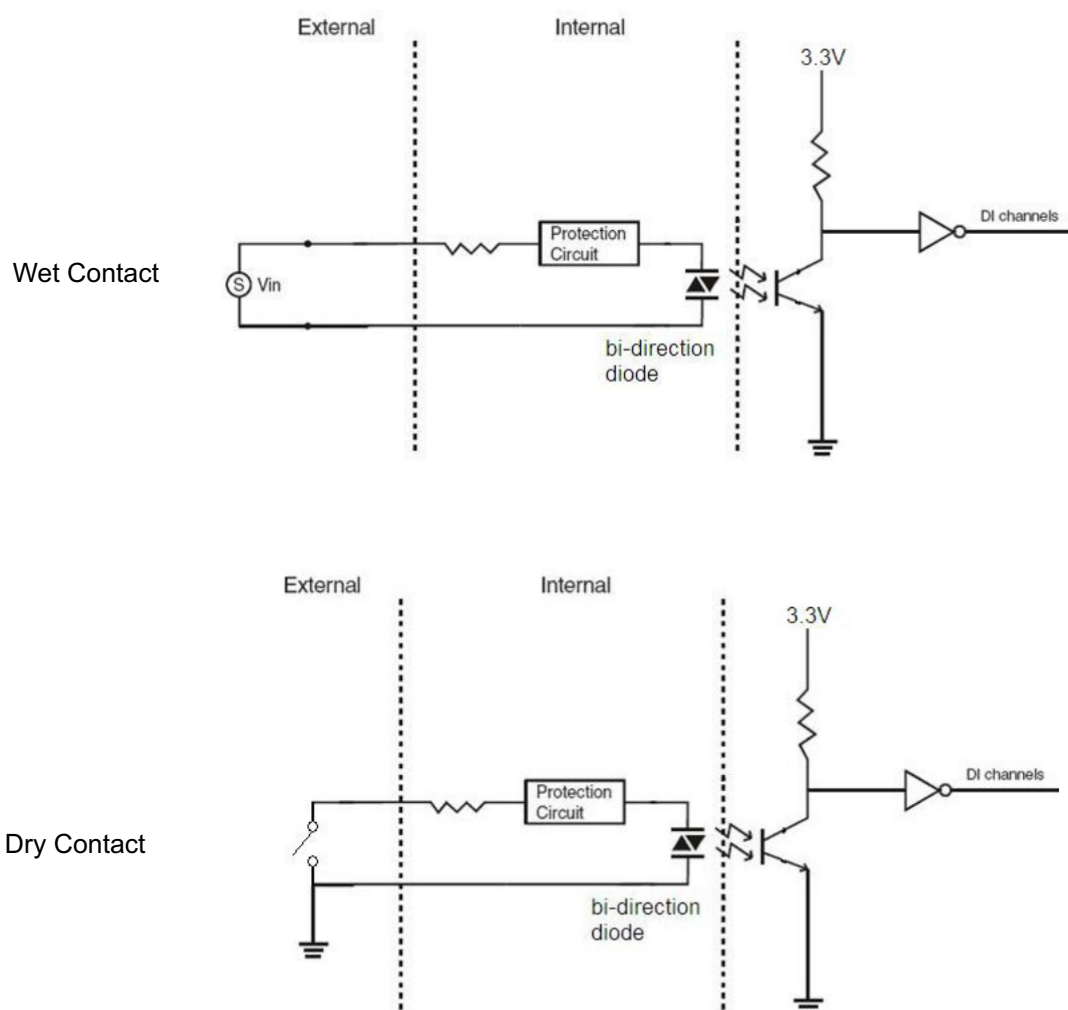 External Internal
3.3V
DI channels
Protection
Circuit
Wet Contact
S Vin
bi-direction
diode
External Internal
3.3V
DI channels
Protection
Circuit
Dry Contact
bi-direction
diode